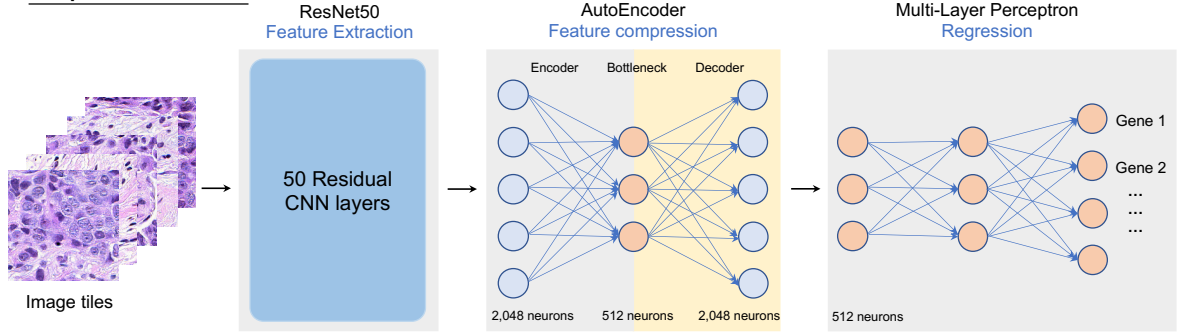 ResNet50
Feature Extraction
AutoEncoder
Feature compression
Multi-Layer Perceptron
Regression
Encoder
Bottleneck
Decoder
50 Residual
CNN layers
Gene 1
Gene 2
...
...
...
Image tiles
2,048 neurons
512 neurons
2,048 neurons
512 neurons